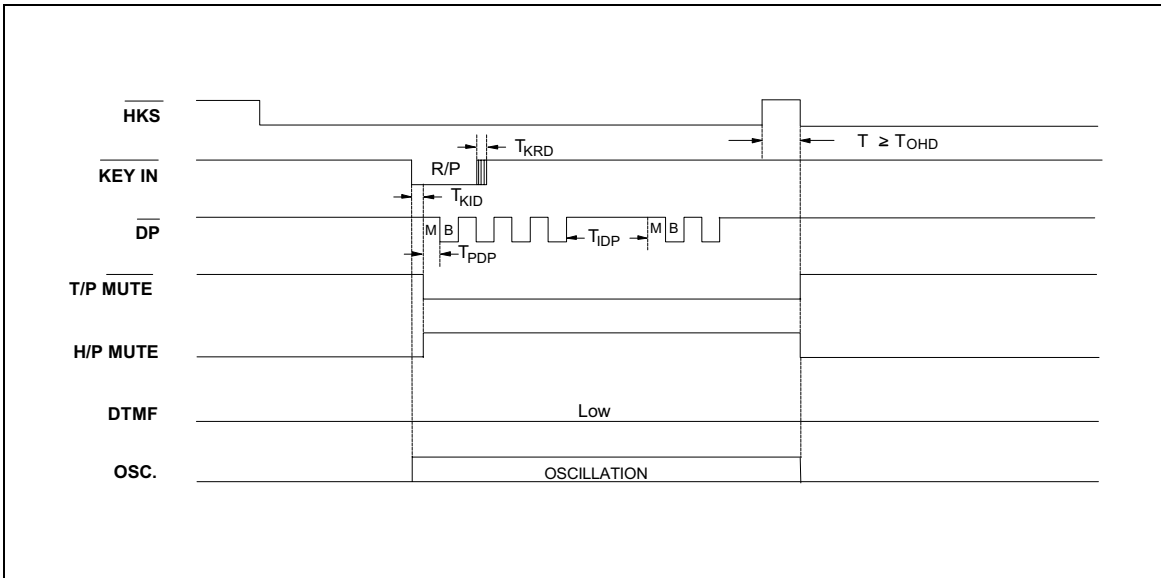 HKS
T ≥ TOHD
TKRD
KEY IN
R/P
TKID
DP
M B
TIDP
M B
TPDP
T/P MUTE
H/P MUTE
DTMF
Low
OSC.
OSCILLATION